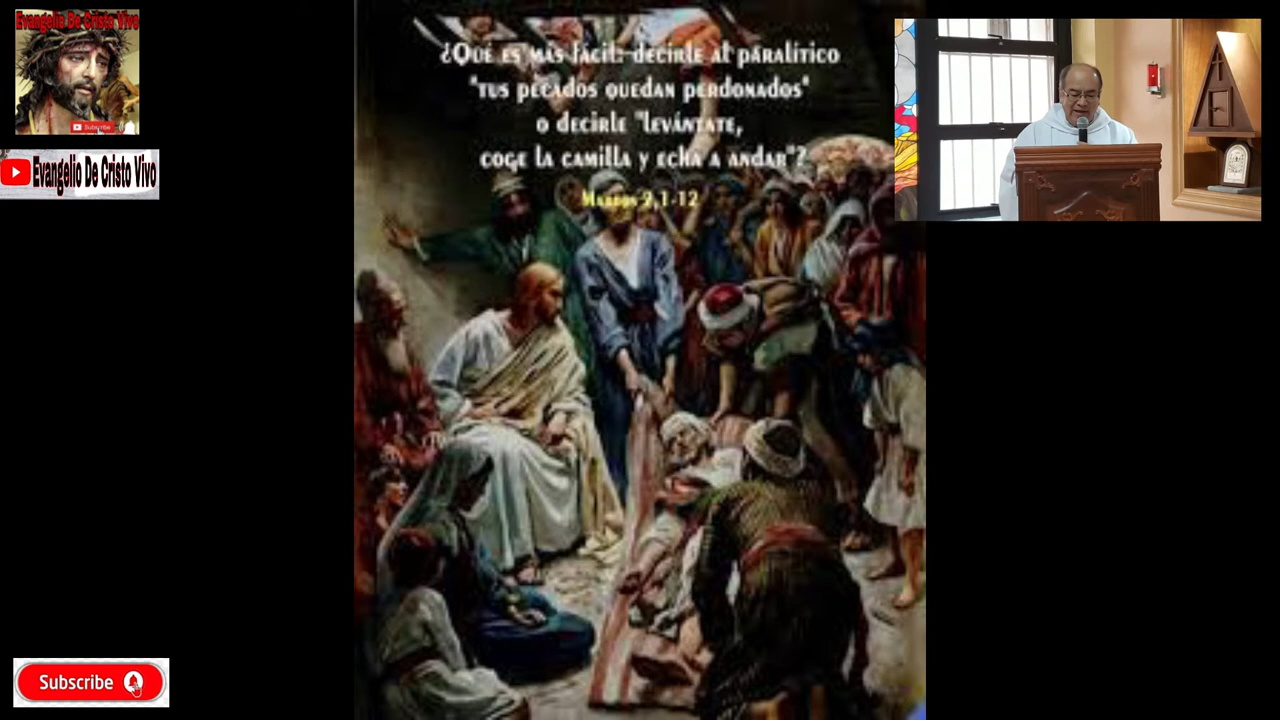 Evangelio De Cristo Vivo
Subscribe
Evangelio De Cristo Vivo
¿Qué es más fácil: decirle al paralítico
"tus pecados quedan perdonados"
o decirle "levántate,
coge la camilla y echa a andar"?
Marcos 2,1-12
Subscribe